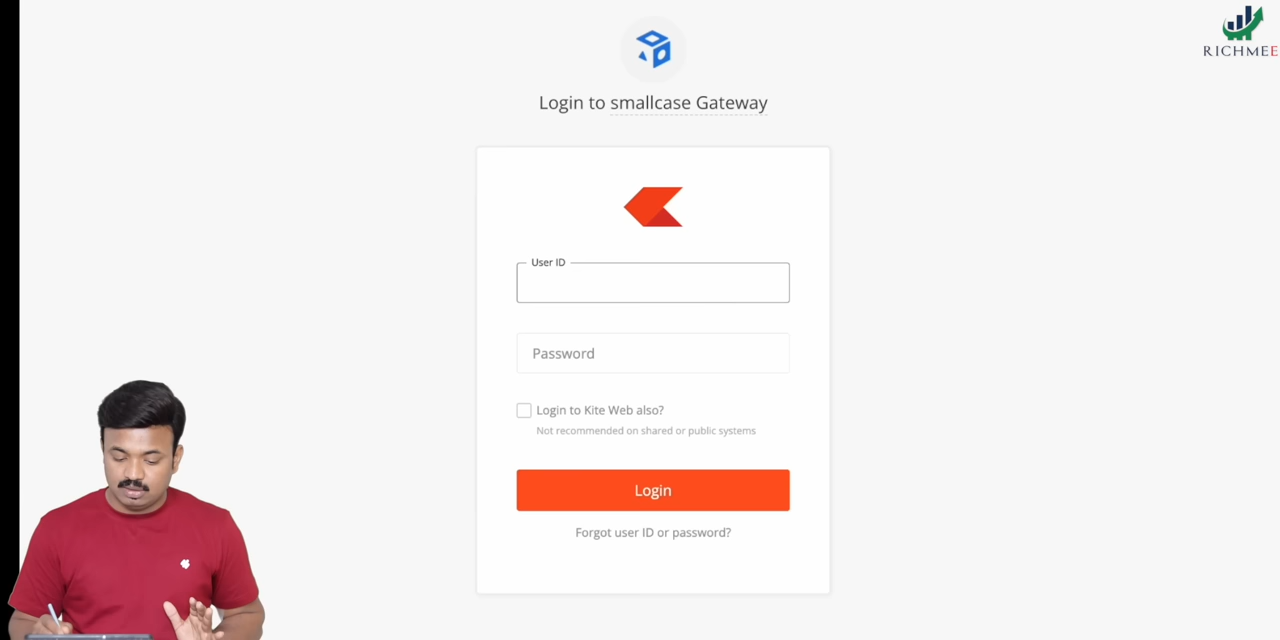 RICHMEE
Login to smallcase Gateway
User ID
Password
Login to Kite Web also?
Not recommended on shared or public systems
Login
Forgot user ID or password?